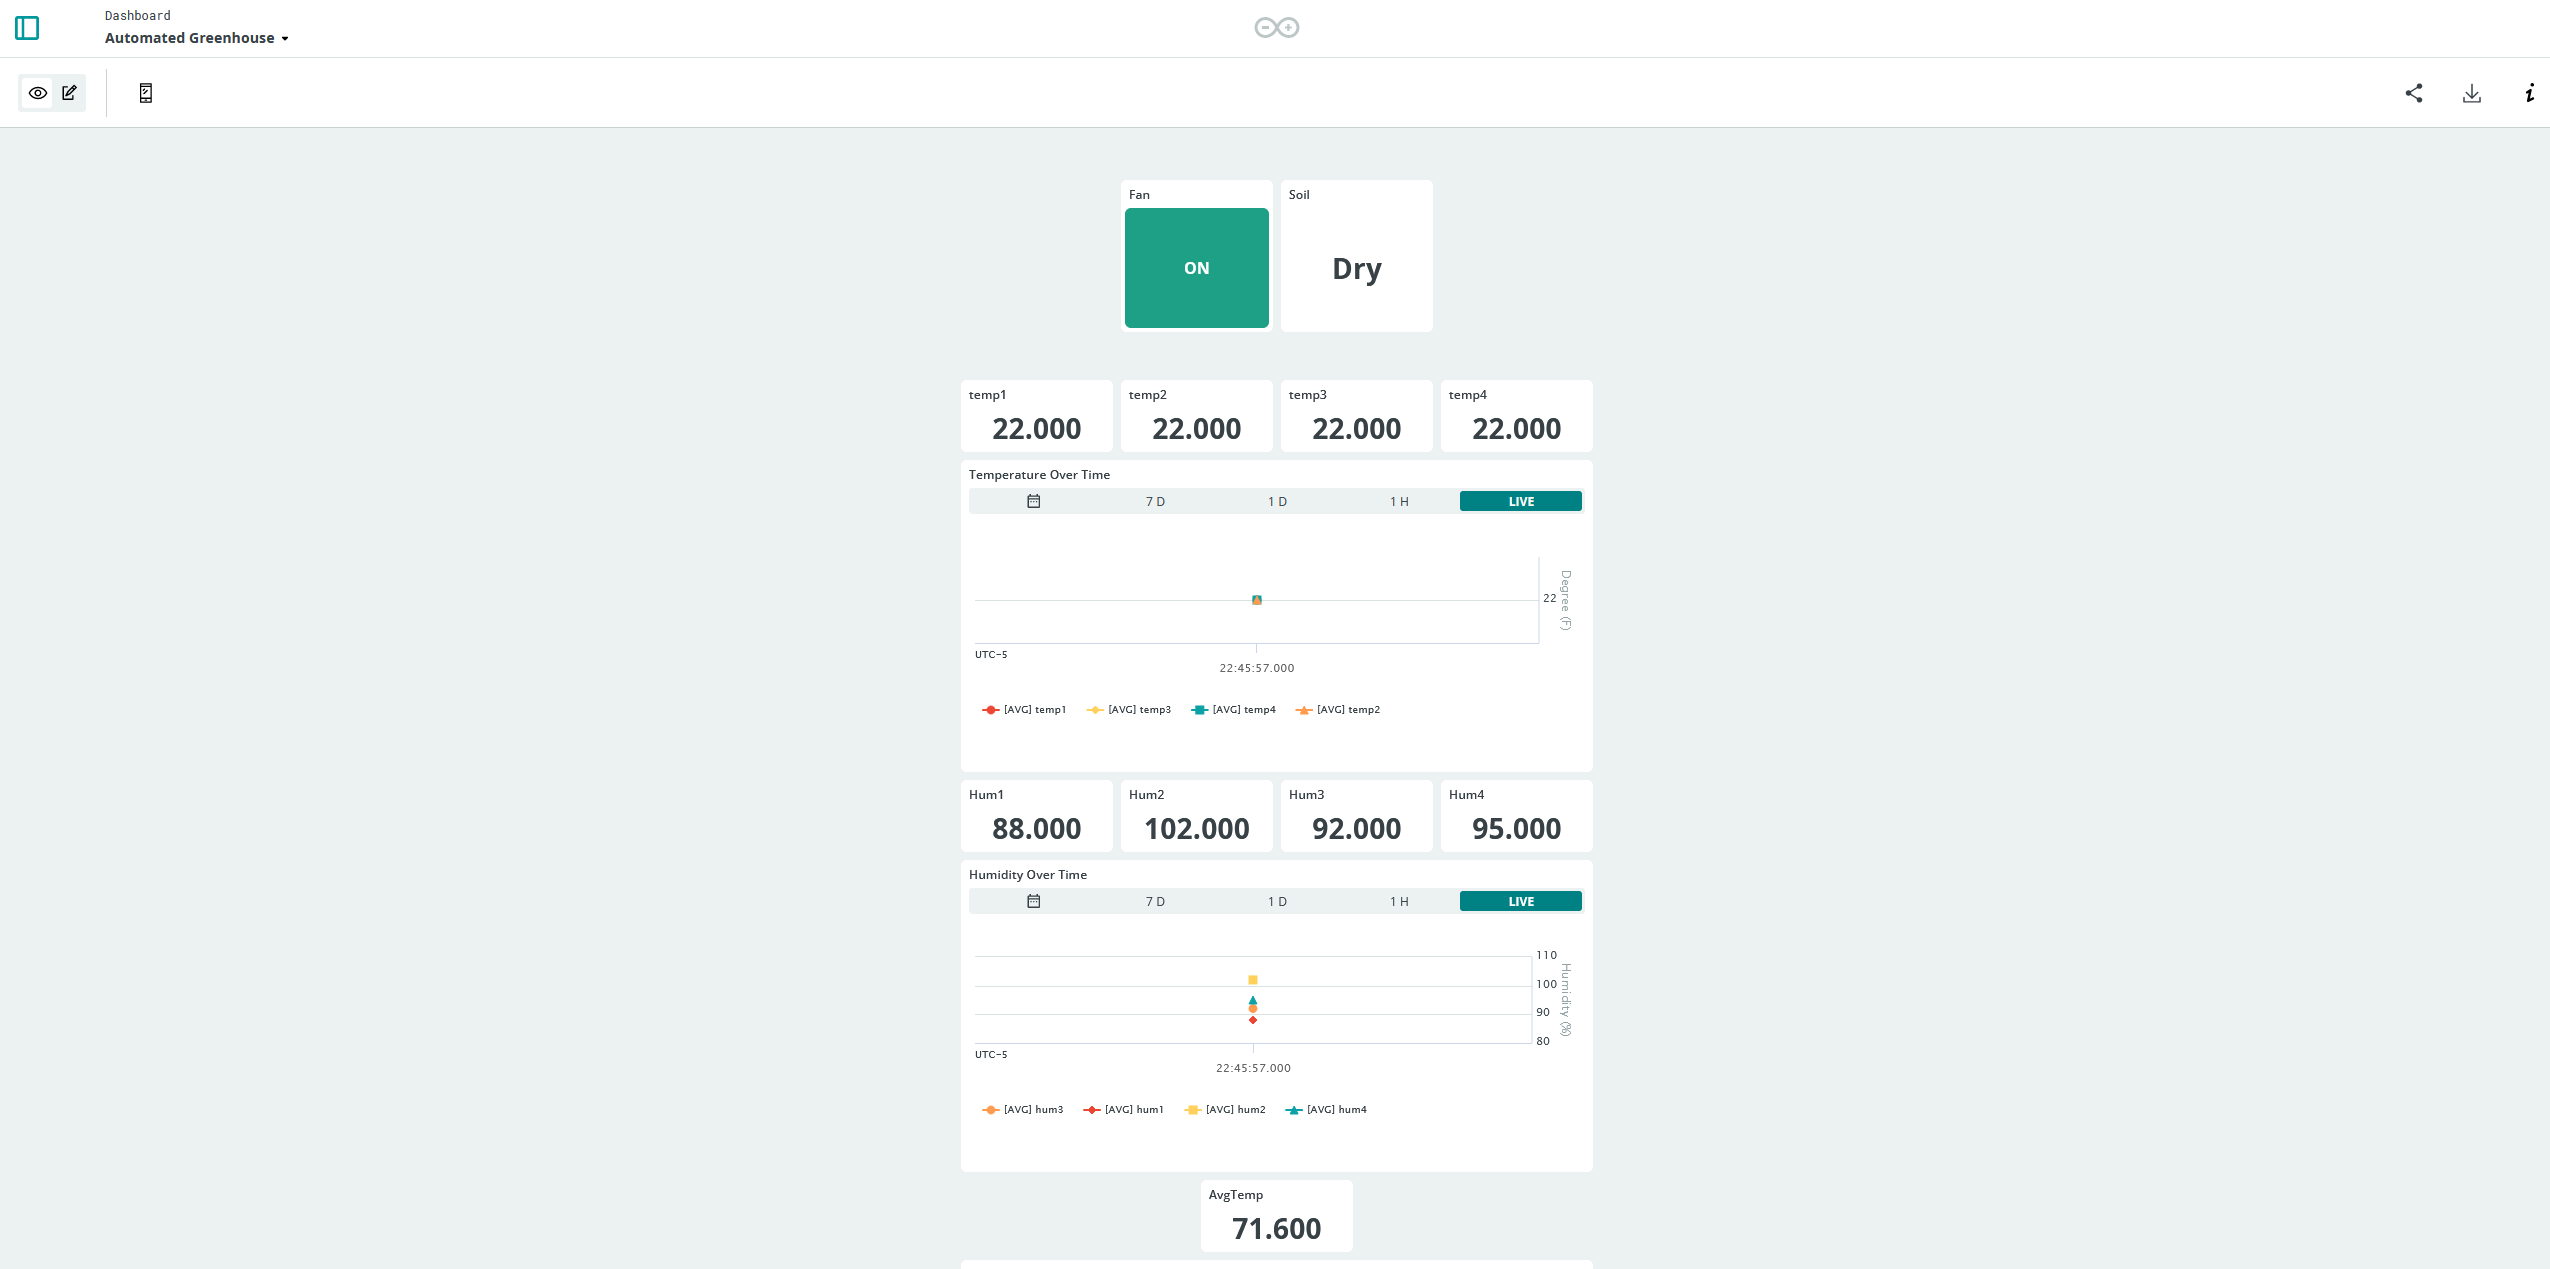 Dashboard
Automated Greenhouse
Fan
Soil
ON
Dry
temp1
temp2
temp3
temp4
22.000
22.000
22.000
22.000
Temperature Over Time
7 D
1 D
1 H
LIVE
22
Degree (F)
UTC-5
22:45:57.000
[AVG] temp1
[AVG] temp3
[AVG] temp4
[AVG] temp2
Hum1
Hum2
Hum3
Hum4
88.000
102.000
92.000
95.000
Humidity Over Time
7 D
1 D
1 H
LIVE
110
100
90
80
Humidity (%)
UTC-5
22:45:57.000
[AVG] hum3
[AVG] hum1
[AVG] hum2
[AVG] hum4
AvgTemp
71.600